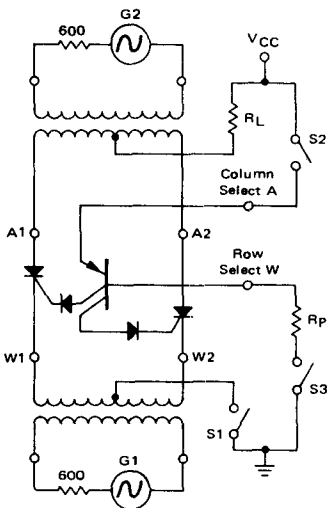 G2
600
VCC
RL
S2
Column
Select A
A1
A2
Row
Select W
RP
W1
W2
S3
S1
G1
600